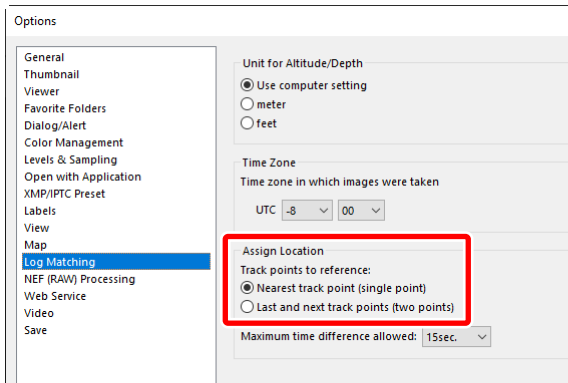 Options
General
Thumbnail
Viewer
Favorite Folders
Dialog/Alert
Color Management
Levels & Sampling
Open with Application
XMP/IPTC Preset
Labels
View
Map
Log Matching
NEF (RAW) Processing
Web Service
Video
Save
Unit for Altitude/Depth
Use computer setting
meter
feet
Time Zone
Time zone in which images were taken
UTC -8 00
Assign Location
Track points to reference:
Nearest track point (single point)
Last and next track points (two points)
Maximum time difference allowed: 15sec.